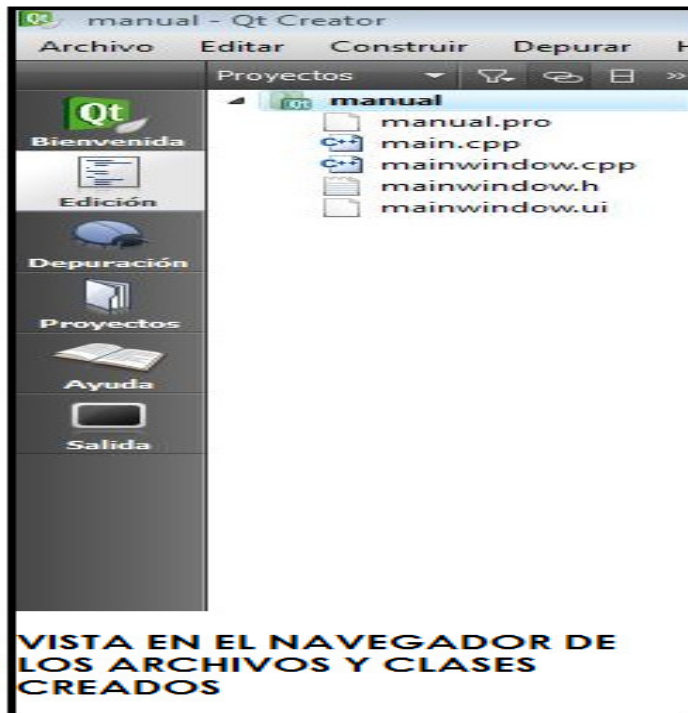 manual - Qt Creator
Archivo Editar Construir Depurar
Proyectos
Qt
Bienvenida
Edición
Depuración
Proyectos
Ayuda
Salida
manual
manual.pro
C++ main.cpp
C++ mainwindow.cpp
mainwindow.h
mainwindow.ui
VISTA EN EL NAVEGADOR DE
LOS ARCHIVOS Y CLASES
CREADOS